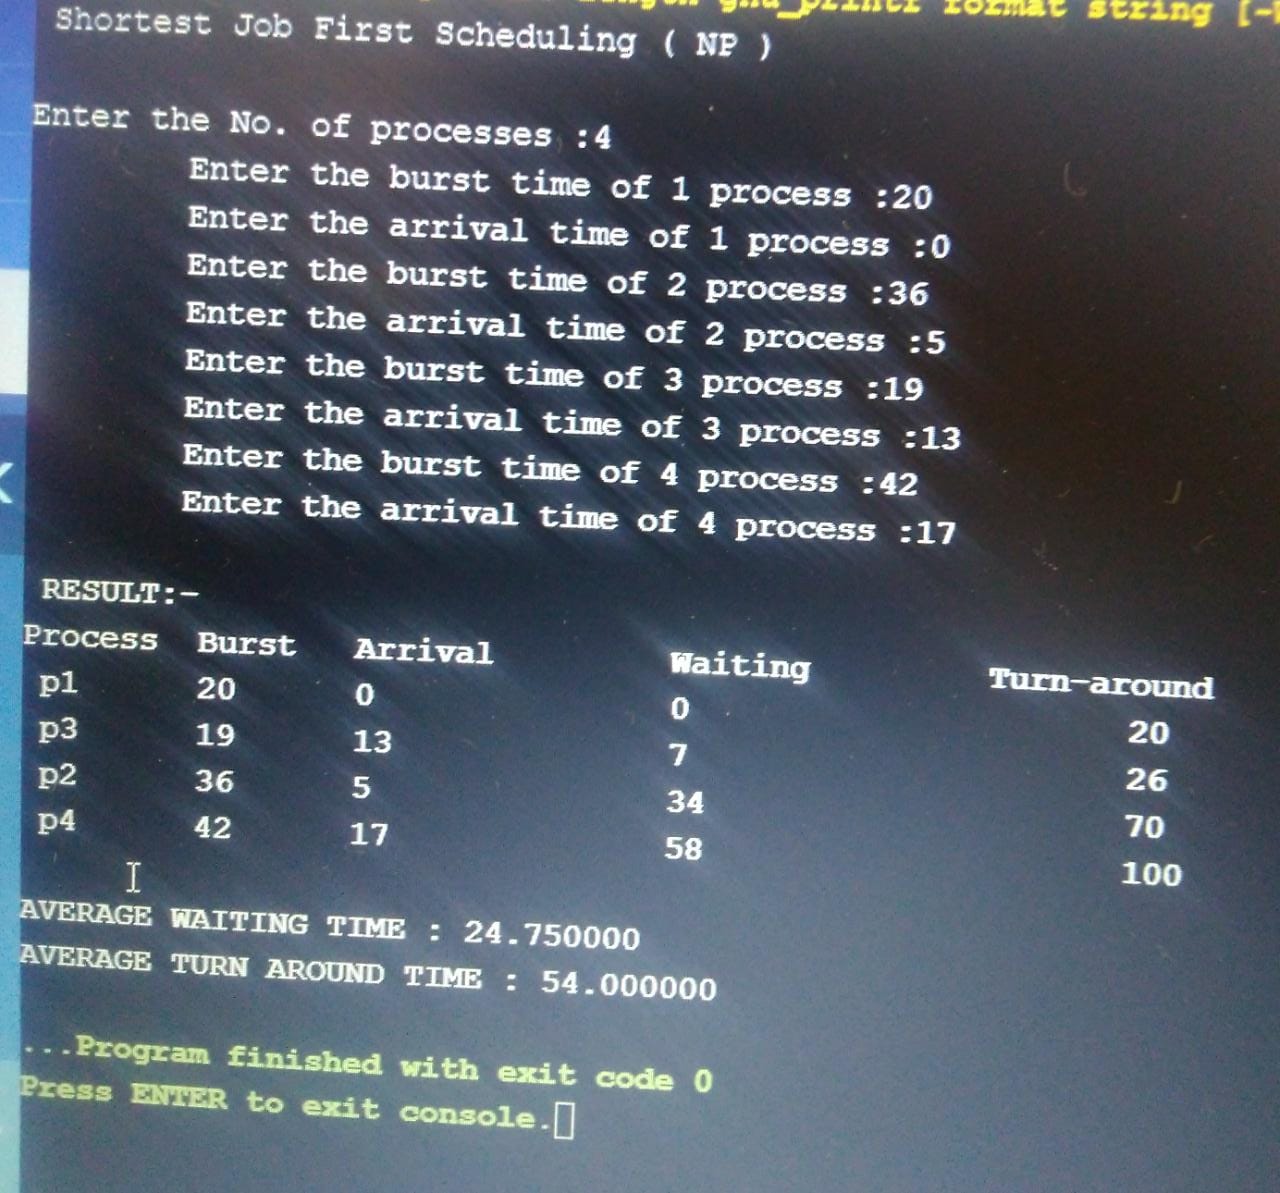 format string [-
Shortest Job First Scheduling ( NP )
Enter the No. of processes :4
Enter the burst time of 1 process :20
Enter the arrival time of 1 process :0
Enter the burst time of 2 process :36
Enter the arrival time of 2 process :5
Enter the burst time of 3 process :19
Enter the arrival time of 3 process :13
Enter the burst time of 4 process :42
Enter the arrival time of 4 process :17
RESULT:-
Process Burst Arrival Waiting Turn-around
p1 20 0 0 20
p3 19 13 7 26
p2 36 5 34 70
p4 42 17 58 100
AVERAGE WAITING TIME : 24.750000
AVERAGE TURN AROUND TIME : 54.000000
...Program finished with exit code 0
Press ENTER to exit console.